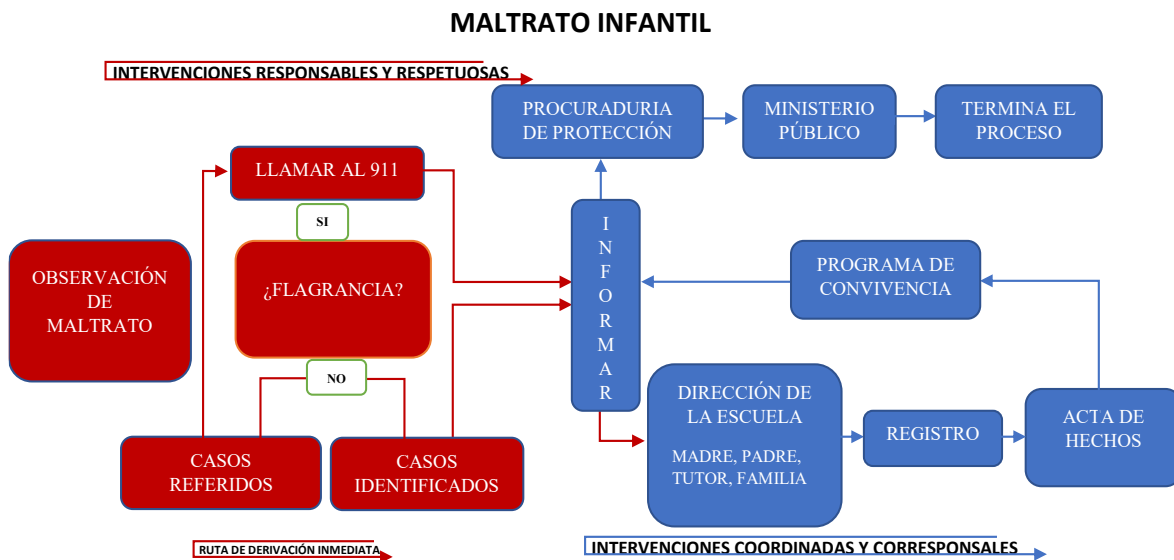 MALTRATO INFANTIL
INTERVENCIONES RESPONSABLES Y RESPETUOSAS
PROCURADURIA
DE PROTECCIÓN
MINISTERIO
PÚBLICO
TERMINA EL
PROCESO
LLAMAR AL 911
SI
OBSERVACIÓN
DE
MALTRATO
¿FLAGRANCIA?
NO
CASOS
REFERIDOS
CASOS
IDENTIFICADOS
I
N
F
O
R
M
A
R
PROGRAMA DE
CONVIVENCIA
DIRECCIÓN DE
LA ESCUELA
MADRE, PADRE,
TUTOR, FAMILIA
REGISTRO
ACTA DE
HECHOS
RUTA DE DERIVACIÓN INMEDIATA
INTERVENCIONES COORDINADAS Y CORRESPONSALES